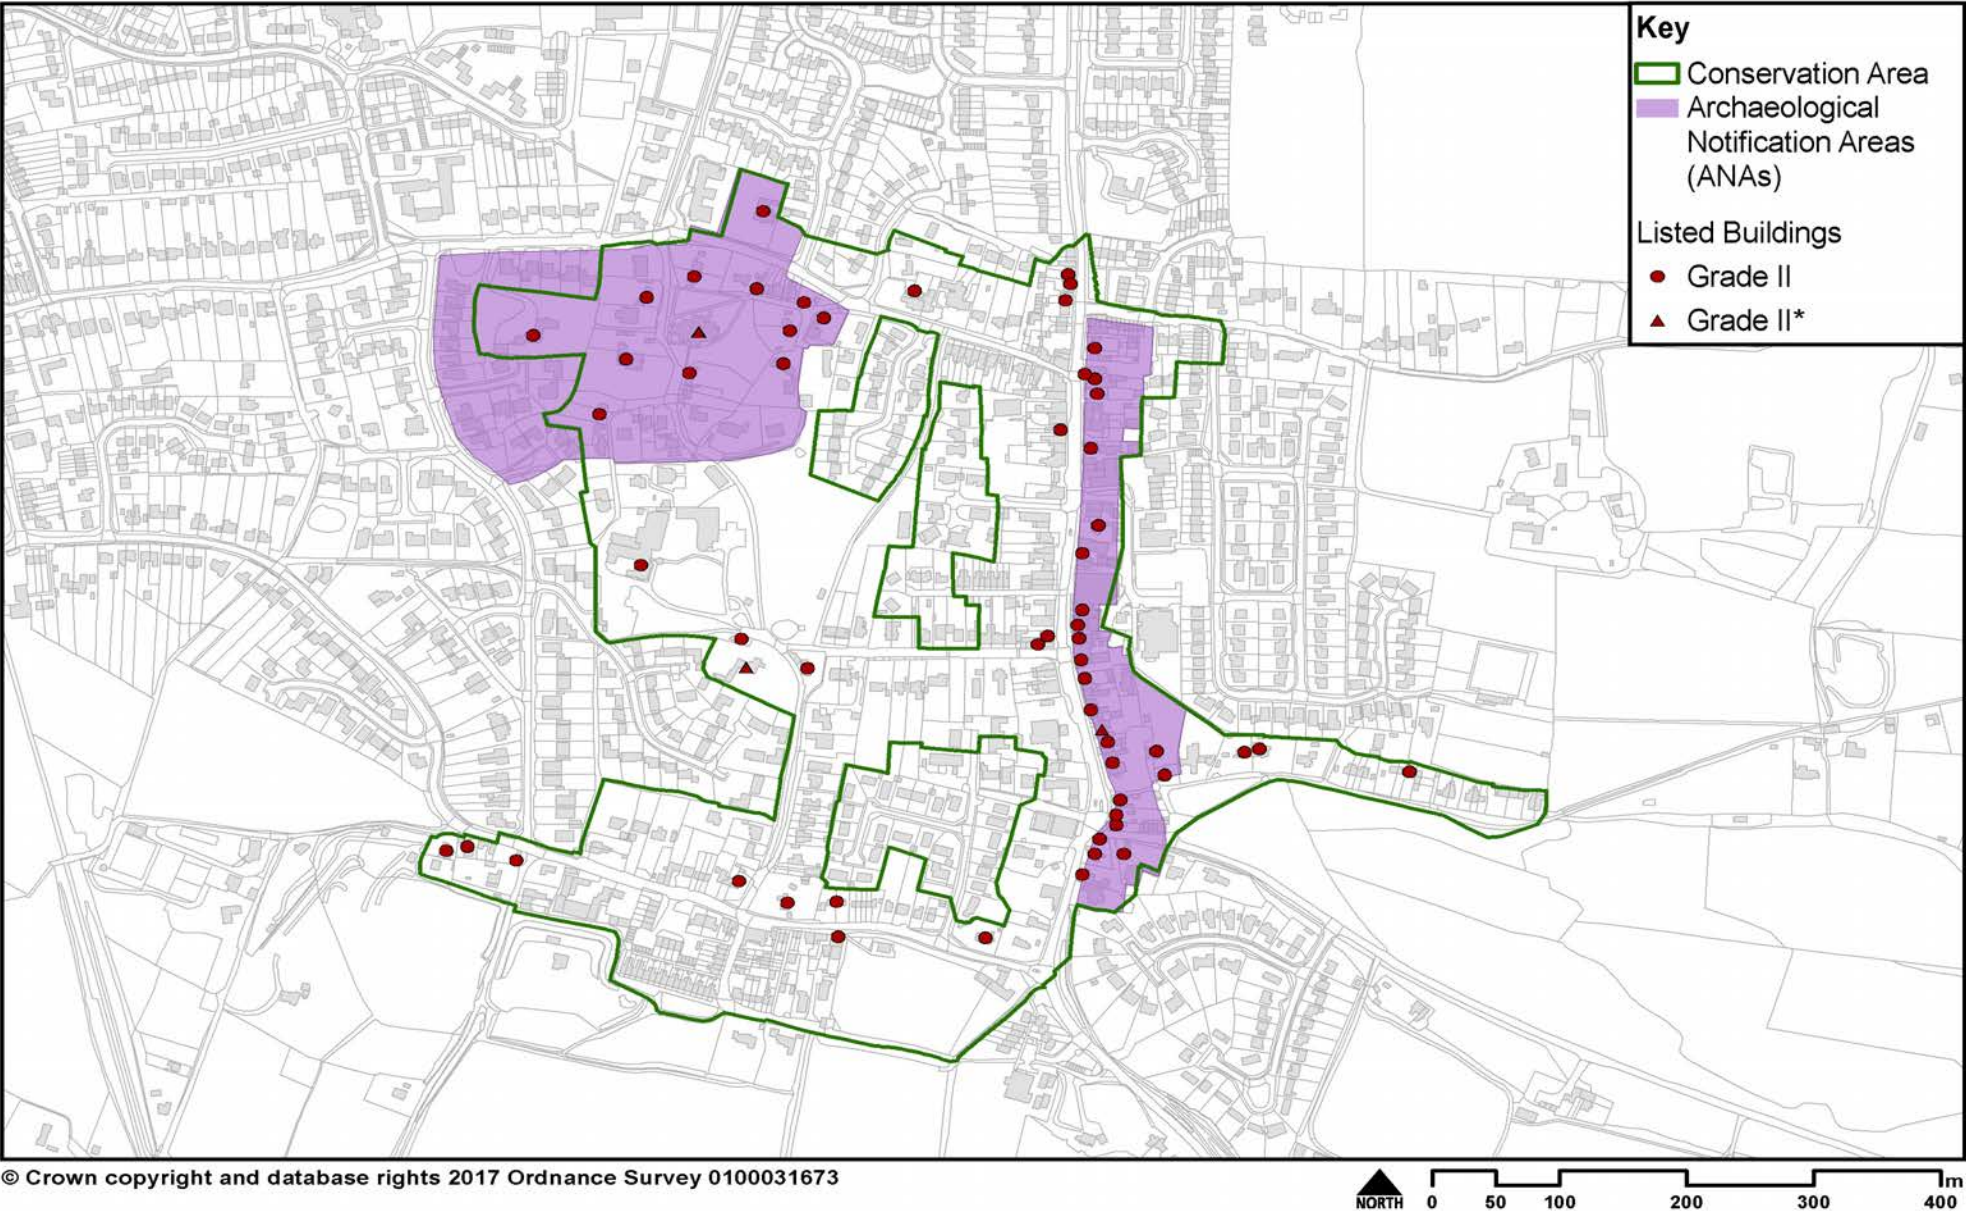 Key
Conservation Area
Archaeological
Notification Areas
(ANAs)
Listed Buildings
Grade II
Grade II*
© Crown copyright and database rights 2017 Ordnance Survey 0100031673
NORTH
m
0 50 100 200 300 400